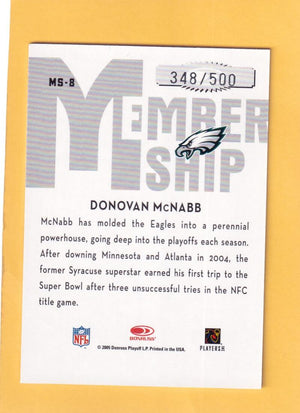 MS-8
348/500
MEMBER
SHIP
DONOVAN McNABB
McNabb has molded the Eagles into a perennial
powerhouse, going deep into the playoffs each season.
After downing Minnesota and Atlanta in 2004, the
former Syracuse superstar earned his first trip to the
Super Bowl after three unsuccessful tries in the NFC
title game.
NFL
DONRUSS
PLAYERS
© 2005 Donruss Playoff L.P. Printed in the USA.